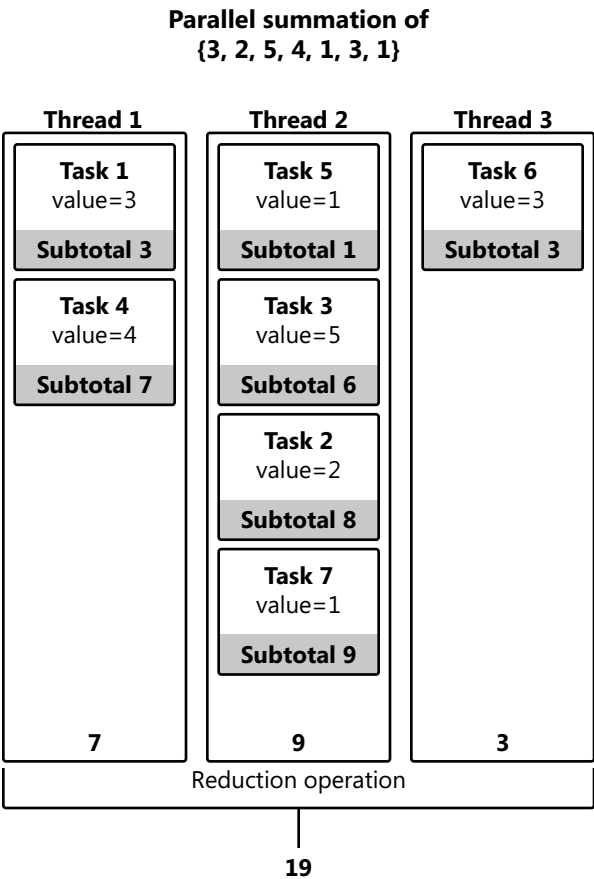 Parallel summation of
{3, 2, 5, 4, 1, 3, 1}
Thread 1
Task 1
value=3
Subtotal 3
Task 4
value=4
Subtotal 7
7
Thread 2
Task 5
value=1
Subtotal 1
Task 3
value=5
Subtotal 6
Task 2
value=2
Subtotal 8
Task 7
value=1
Subtotal 9
9
Thread 3
Task 6
value=3
Subtotal 3
3
Reduction operation
19